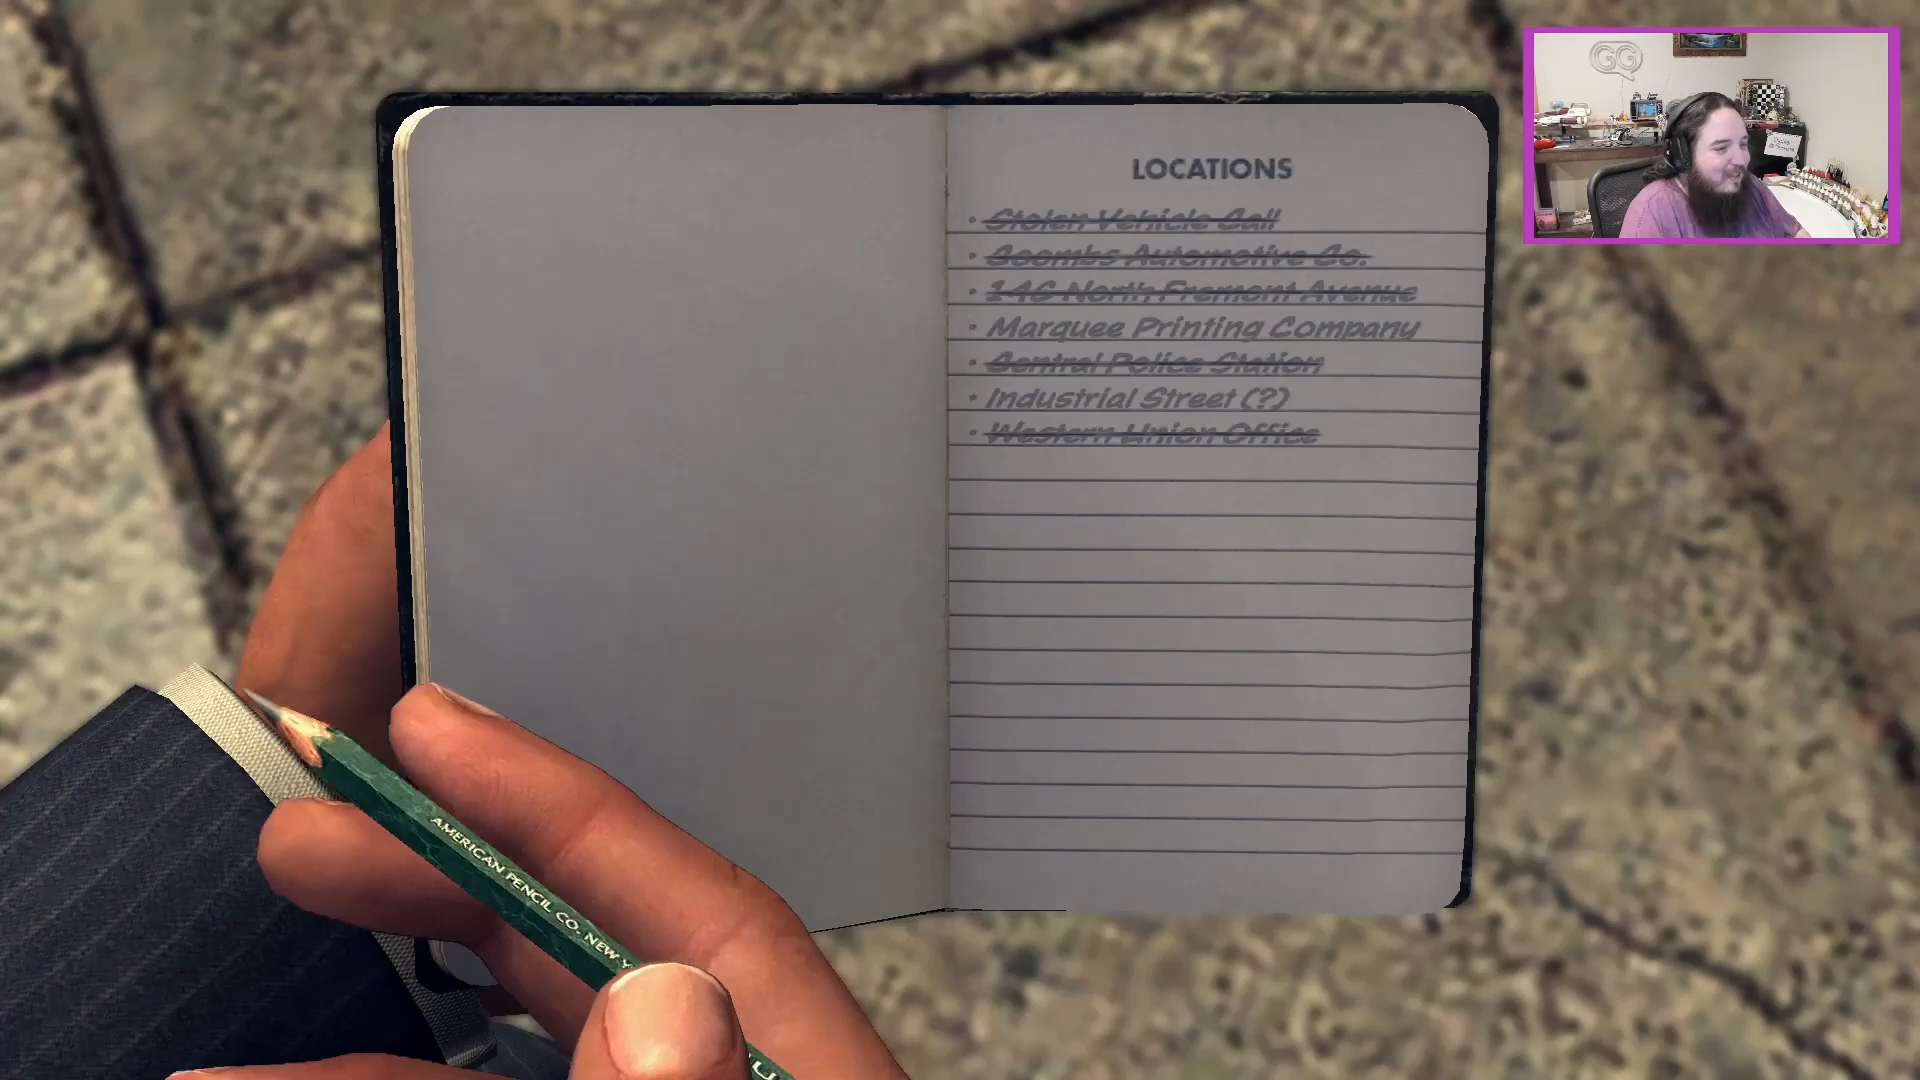 LOCATIONS
• Stolen Vehicle Call
• Coombs Automotive Co.
• 146 North Fremont Avenue
• Marquee Printing Company
• Central Police Station
• Industrial Street (?)
• Western Union Office
AMERICAN PENCIL CO. NEW Y
GG